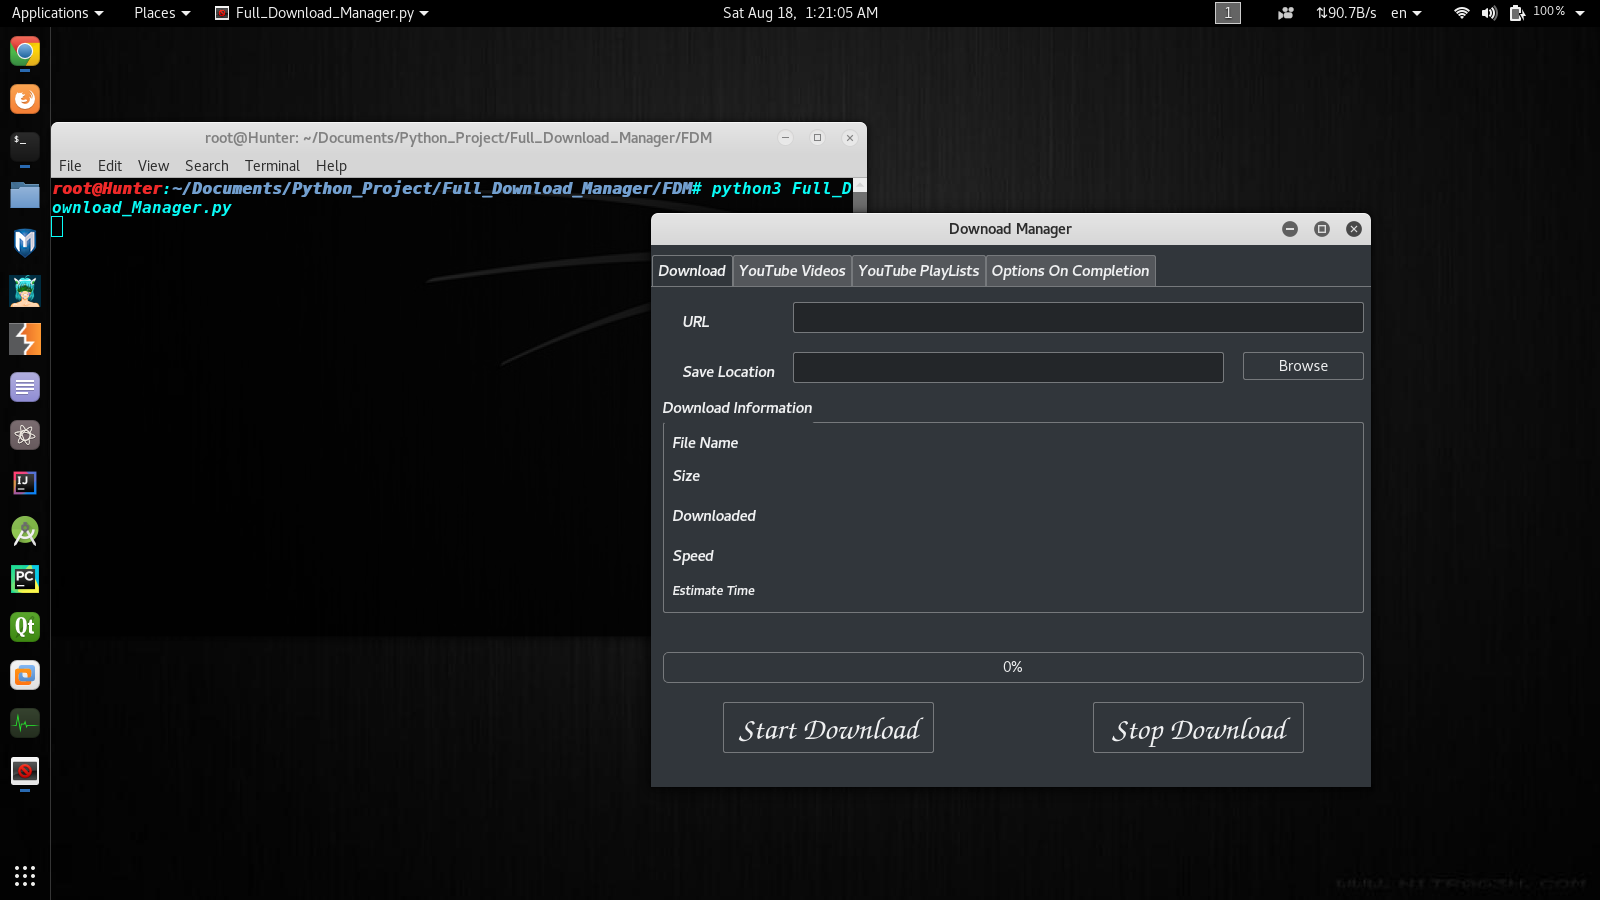 Applications Places Full_Download_Manager.py Sat Aug 18, 1:21:05 AM 1 ⇅90.7B/s en 100%
root@Hunter: ~/Documents/Python_Project/Full_Download_Manager/FDM
File Edit View Search Terminal Help
root@Hunter:~/Documents/Python_Project/Full_Download_Manager/FDM# python3 Full_D
ownload_Manager.py
Downoad Manager
Download YouTube Videos YouTube PlayLists Options On Completion
URL
Save Location Browse
Download Information
File Name
Size
Downloaded
Speed
Estimate Time
0%
Start Download Stop Download
$_
IJ
PC
Qt